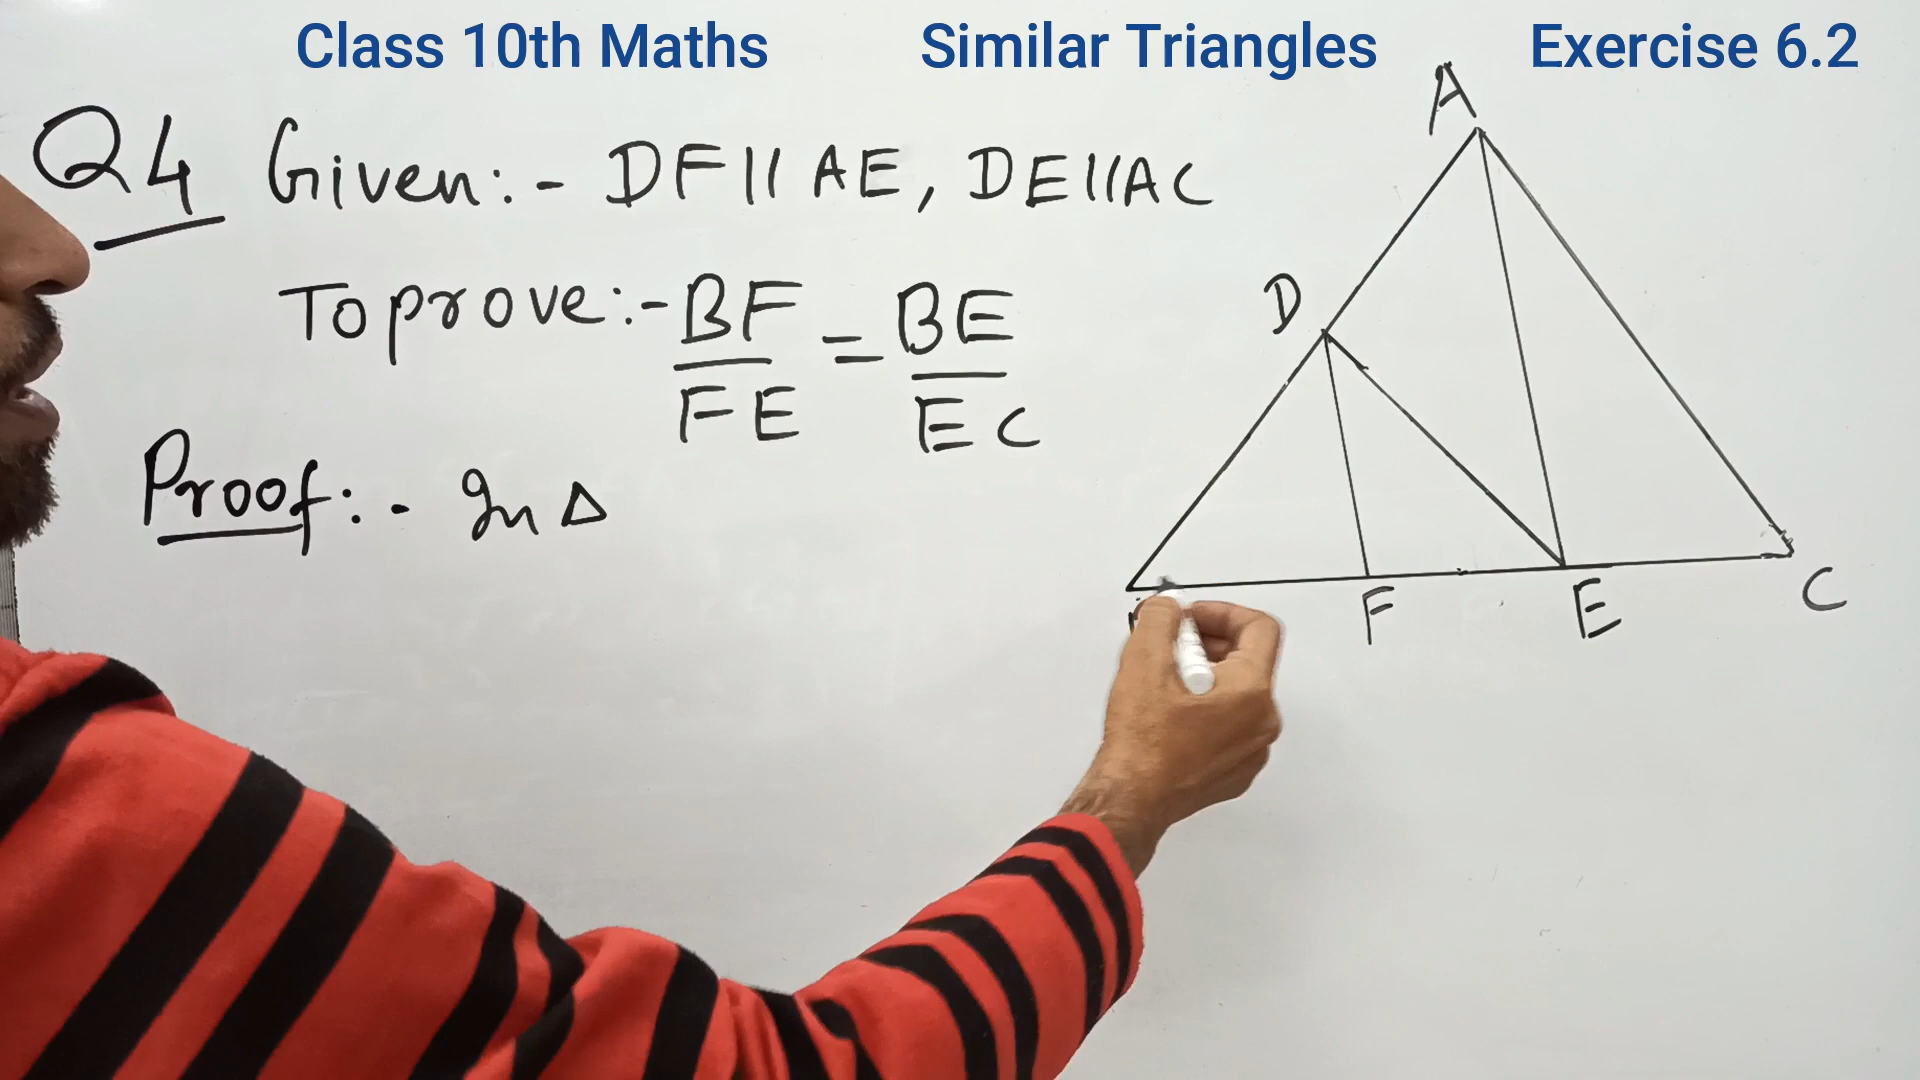 Class 10th Maths Similar Triangles Exercise 6.2
Q4 Given:- DF || AE, DE || AC
To prove:- BF/FE = BE/EC
Proof:- In Δ
A
D
F
E
C